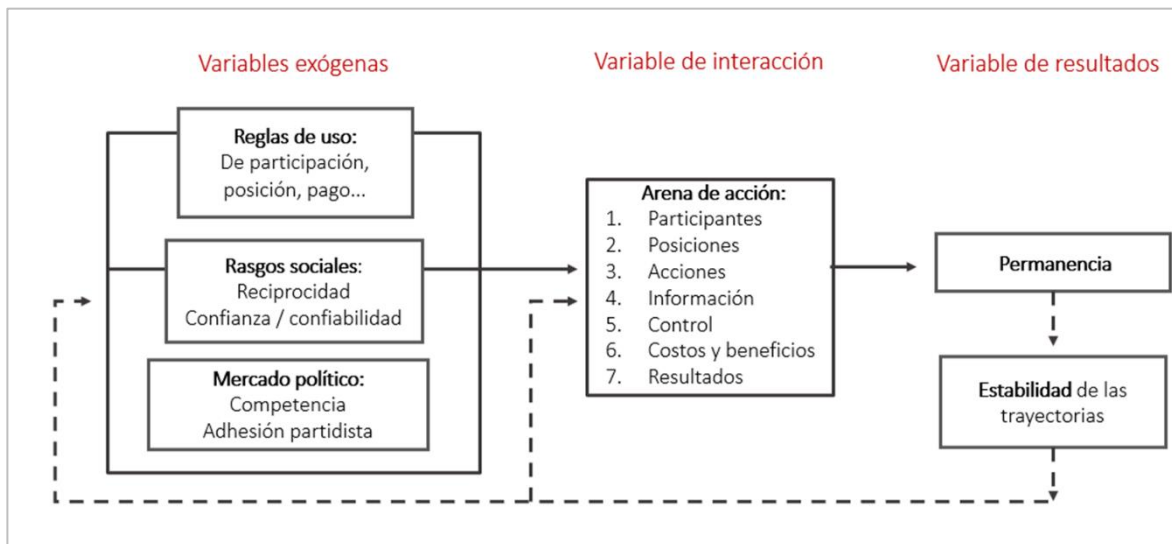 Variables exógenas
Reglas de uso:
De participación,
posición, pago...
Rasgos sociales:
Reciprocidad
Confianza / confiabilidad
Mercado político:
Competencia
Adhesión partidista
Variable de interacción
Arena de acción:
1. Participantes
2. Posiciones
3. Acciones
4. Información
5. Control
6. Costos y beneficios
7. Resultados
Variable de resultados
Permanencia
Estabilidad de las
trayectorias